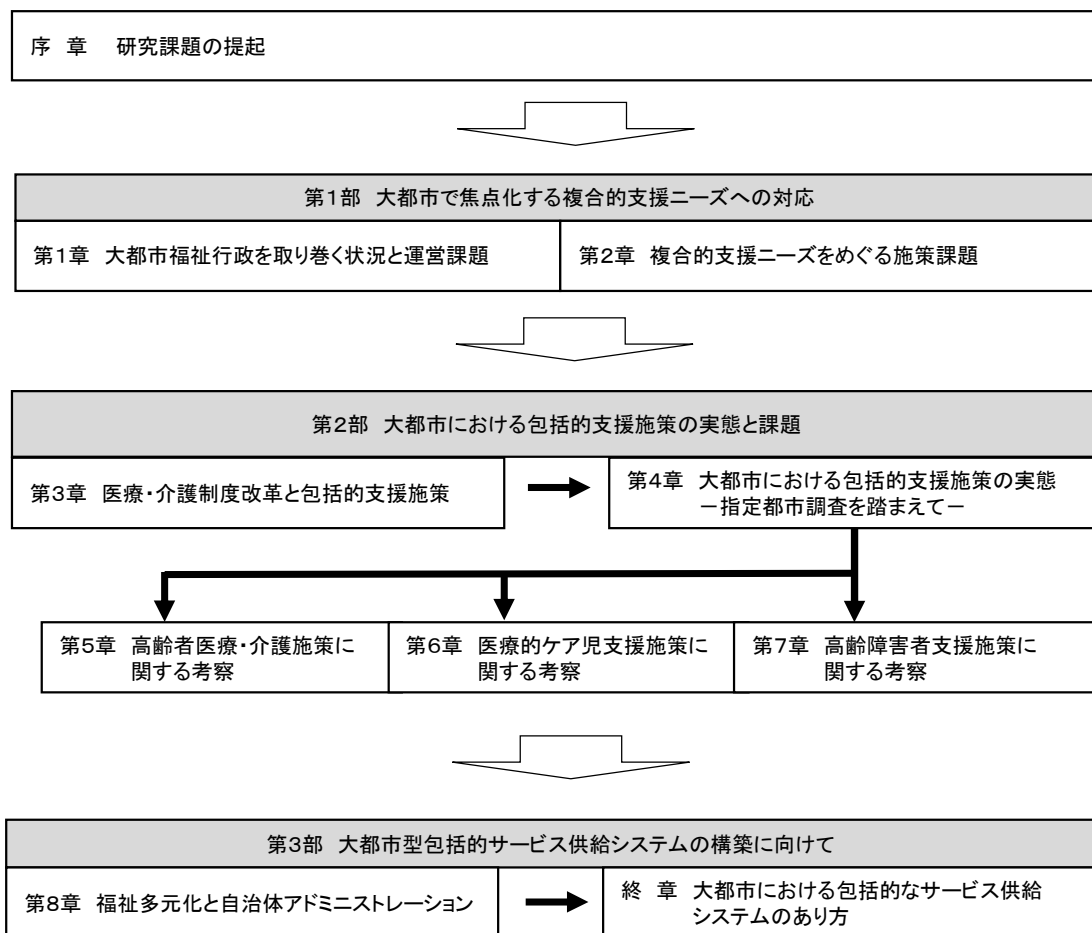 序 章 研究課題の提起
第1部 大都市で焦点化する複合的支援ニーズへの対応
第1章 大都市福祉行政を取り巻く状況と運営課題
第2章 複合的支援ニーズをめぐる施策課題
第2部 大都市における包括的支援施策の実態と課題
第3章 医療・介護制度改革と包括的支援施策
第4章 大都市における包括的支援施策の実態
－指定都市調査を踏まえて－
第5章 高齢者医療・介護施策に
関する考察
第6章 医療的ケア児支援施策に
関する考察
第7章 高齢障害者支援施策に
関する考察
第3部 大都市型包括的サービス供給システムの構築に向けて
第8章 福祉多元化と自治体アドミニストレーション
終 章 大都市における包括的なサービス供給
システムのあり方